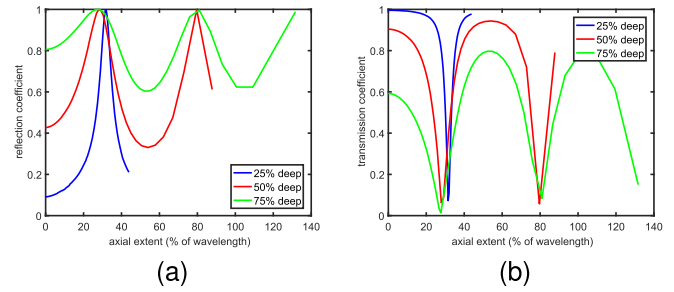 reflection coefficient
1
0.8
0.6
0.4
0.2
0
0 20 40 60 80 100 120 140
axial extent (% of wavelength)
25% deep
50% deep
75% deep
(a)
transmission coefficient
1
0.8
0.6
0.4
0.2
0
0 20 40 60 80 100 120 140
axial extent (% of wavelength)
25% deep
50% deep
75% deep
(b)